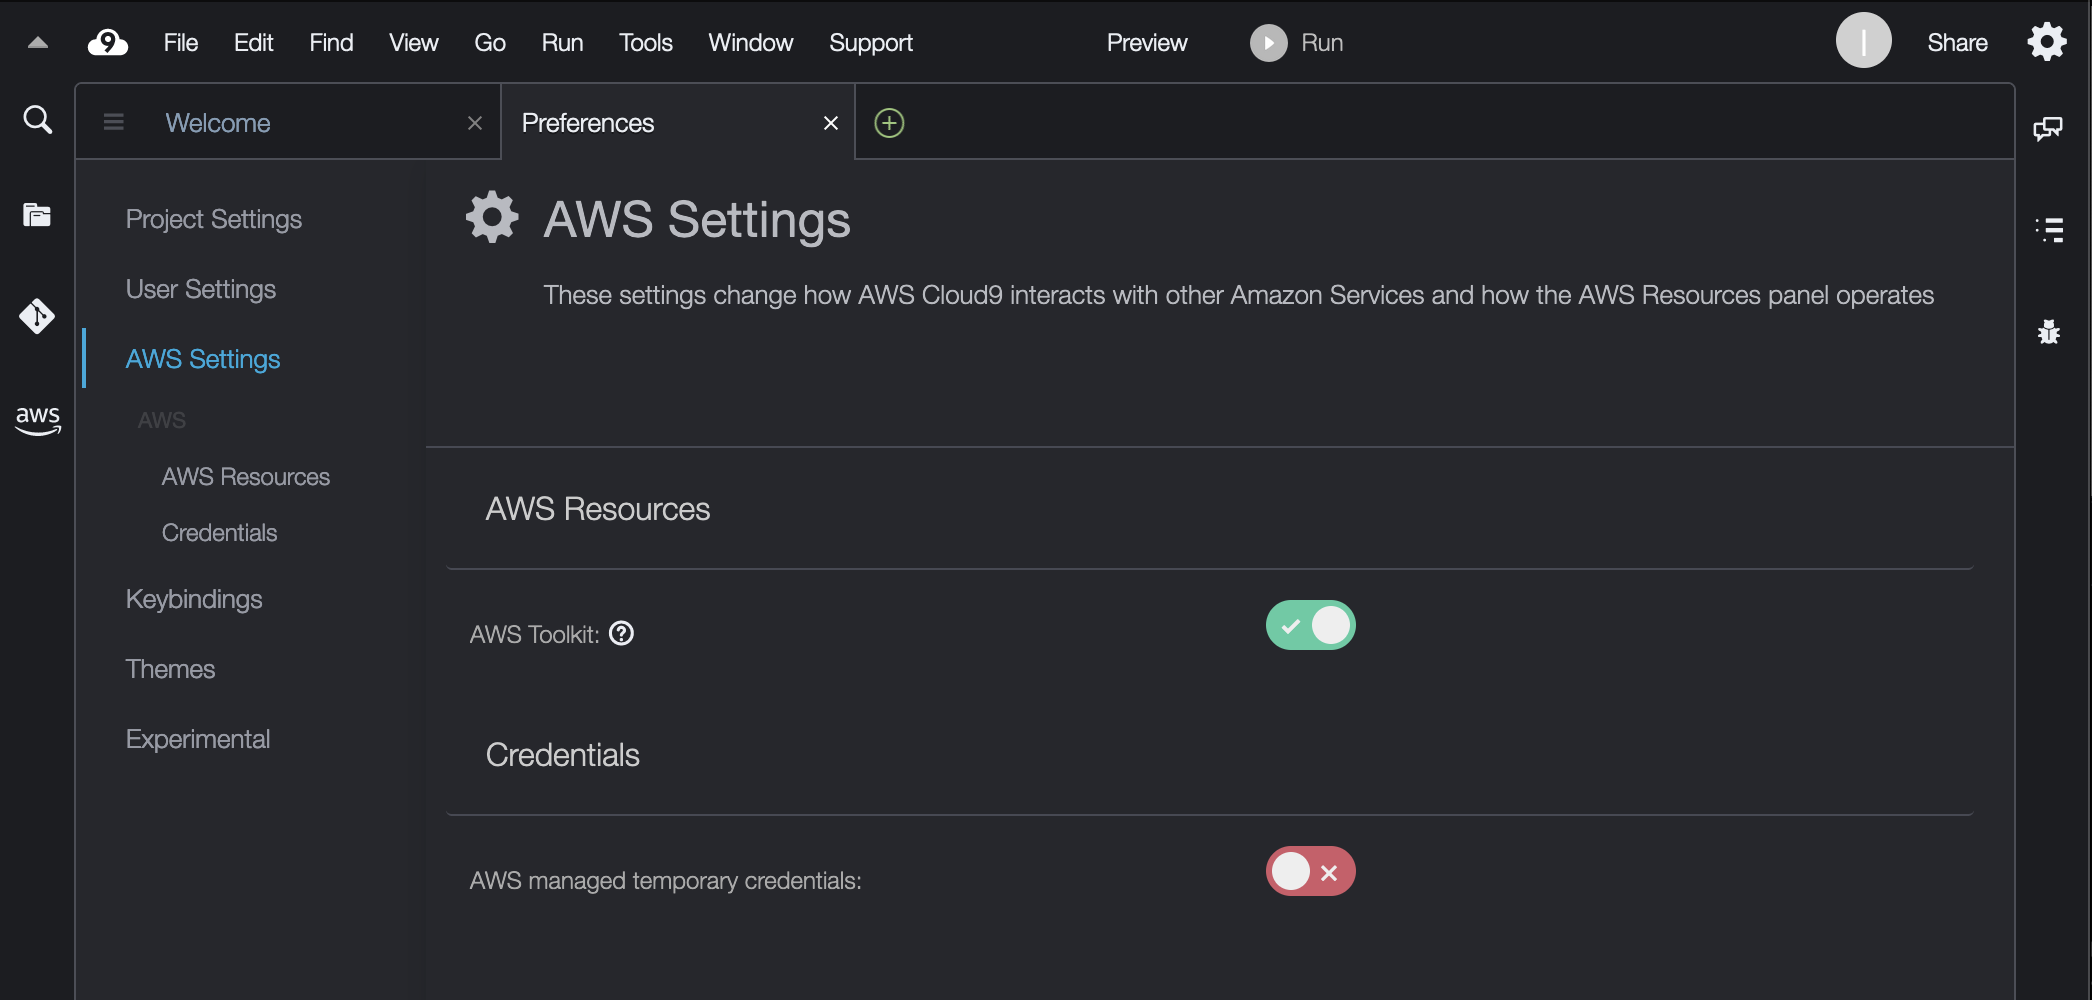 9 File Edit Find View Go Run Tools Window Support Preview Run Share
Welcome Preferences
Project Settings
User Settings
AWS Settings
AWS
AWS Resources
Credentials
Keybindings
Themes
Experimental
aws
AWS Settings
These settings change how AWS Cloud9 interacts with other Amazon Services and how the AWS Resources panel operates
AWS Resources
AWS Toolkit: ?
Credentials
AWS managed temporary credentials: